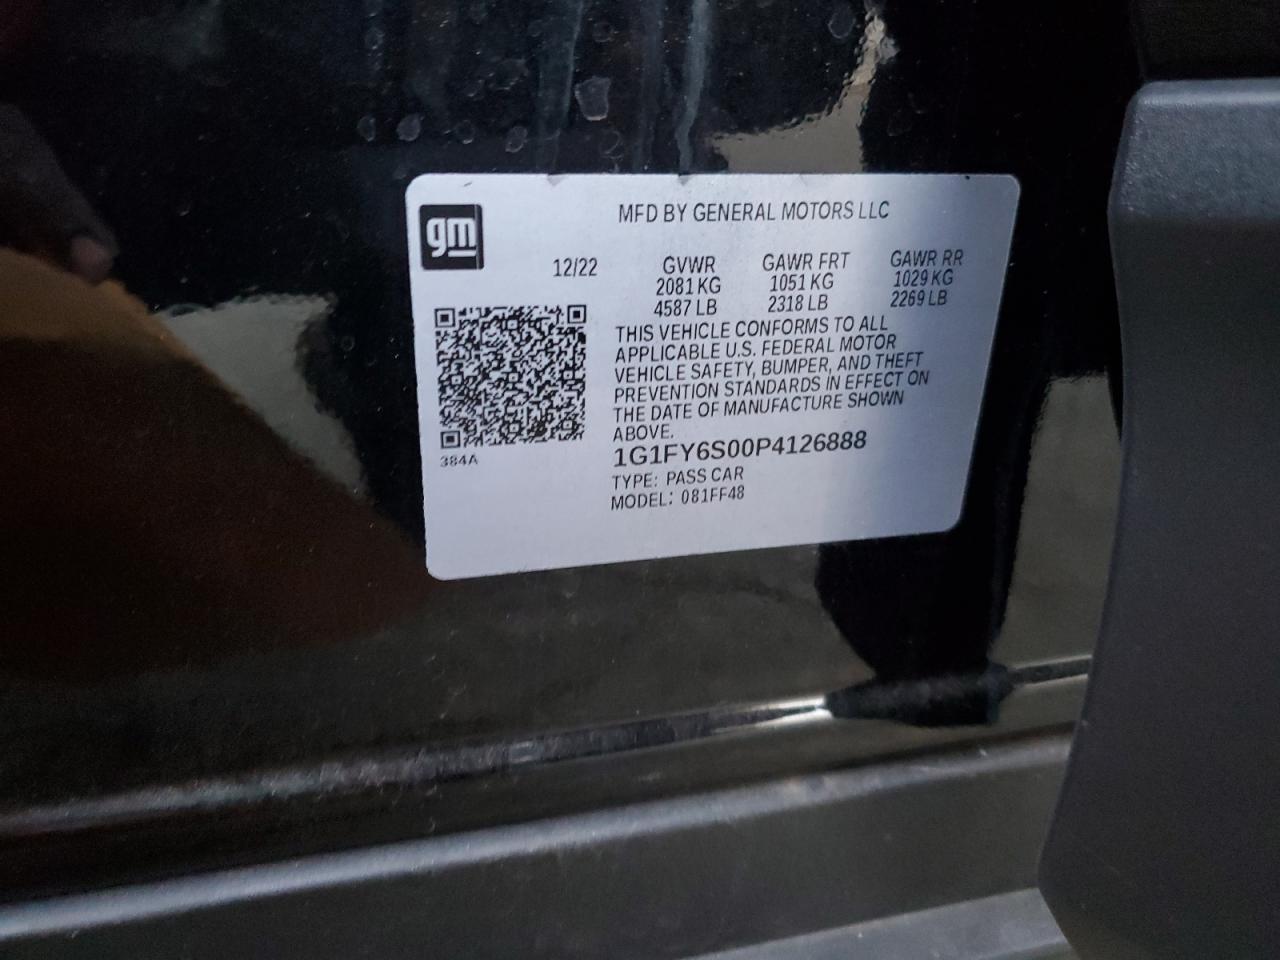 gm
MFD BY GENERAL MOTORS LLC
12/22 GVWR GAWR FRT GAWR RR
2081 KG 1051 KG 1029 KG
4587 LB 2318 LB 2269 LB
THIS VEHICLE CONFORMS TO ALL
APPLICABLE U.S. FEDERAL MOTOR
VEHICLE SAFETY, BUMPER, AND THEFT
PREVENTION STANDARDS IN EFFECT ON
THE DATE OF MANUFACTURE SHOWN
ABOVE.
384A
1G1FY6S00P4126888
TYPE: PASS CAR
MODEL: 081FF48